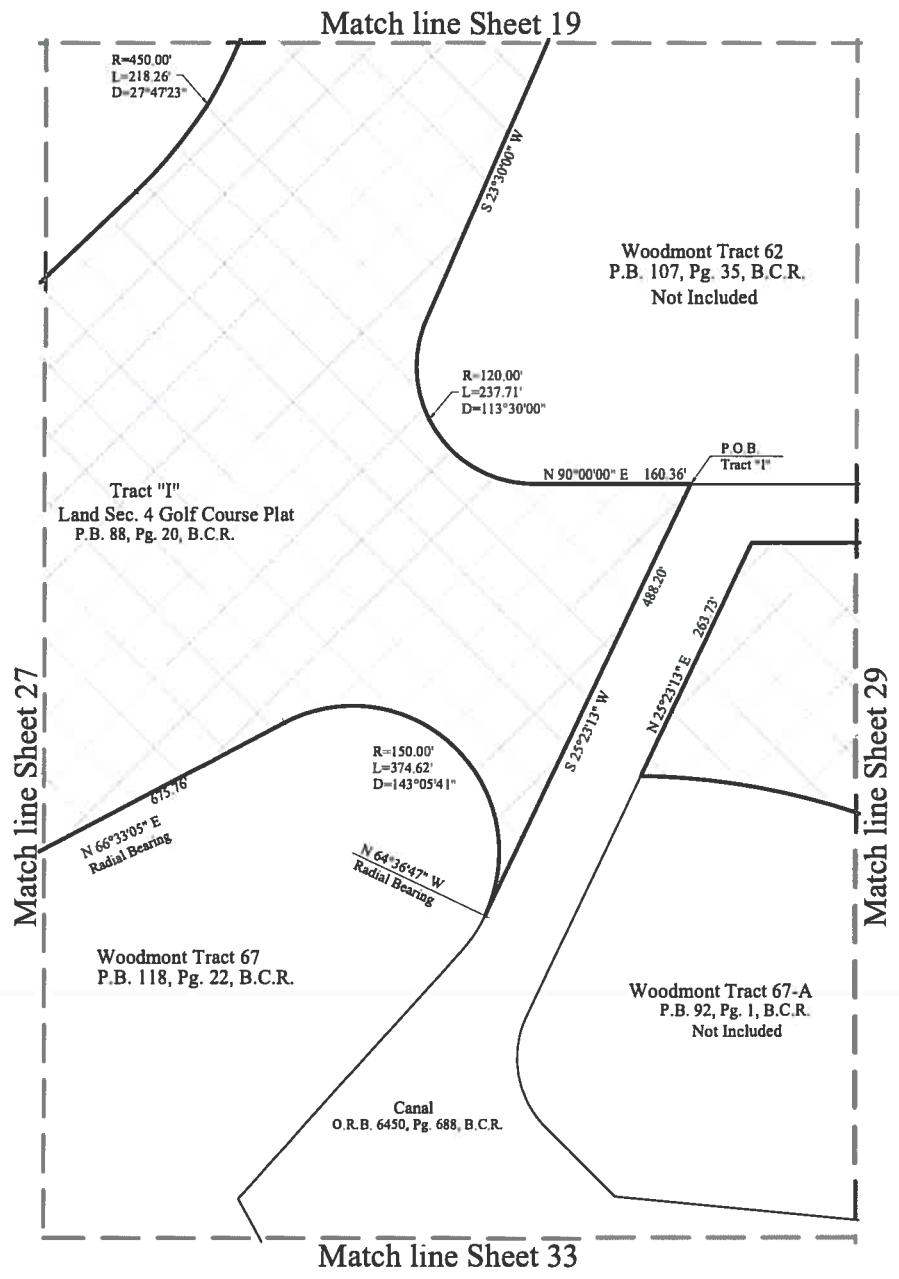 Match line Sheet 19
R=450.00'
L=218.26'
D=27°47'23"
S 23°30'00" W
Woodmont Tract 62
P.B. 107, Pg. 35, B.C.R.
Not Included
R=120.00'
L=237.71'
D=113°30'00"
P.O.B.
Tract "I"
N 90°00'00" E 160.36'
Tract "I"
Land Sec. 4 Golf Course Plat
P.B. 88, Pg. 20, B.C.R.
488.20'
S 25°23'13" W
263.73'
N 25°23'13" E
Match line Sheet 27
Match line Sheet 29
R=150.00'
L=374.62'
D=143°05'41"
675.76'
N 66°33'05" E
Radial Bearing
N 64°36'47" W
Radial Bearing
Woodmont Tract 67
P.B. 118, Pg. 22, B.C.R.
Woodmont Tract 67-A
P.B. 92, Pg. 1, B.C.R.
Not Included
Canal
O.R.B. 6450, Pg. 688, B.C.R.
Match line Sheet 33